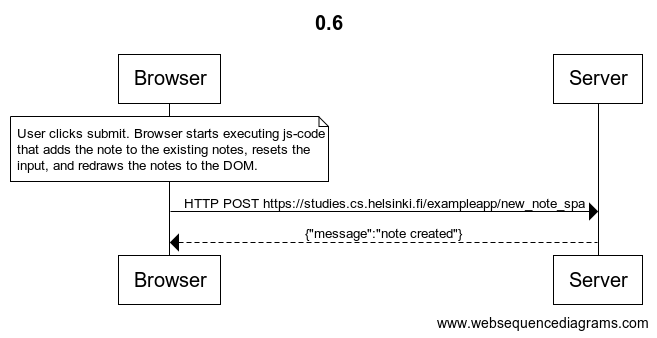 0.6
Browser
Server
User clicks submit. Browser starts executing js-code
that adds the note to the existing notes, resets the
input, and redraws the notes to the DOM.
HTTP POST https://studies.cs.helsinki.fi/exampleapp/new_note_spa
{"message":"note created"}
Browser
Server
www.websequencediagrams.com